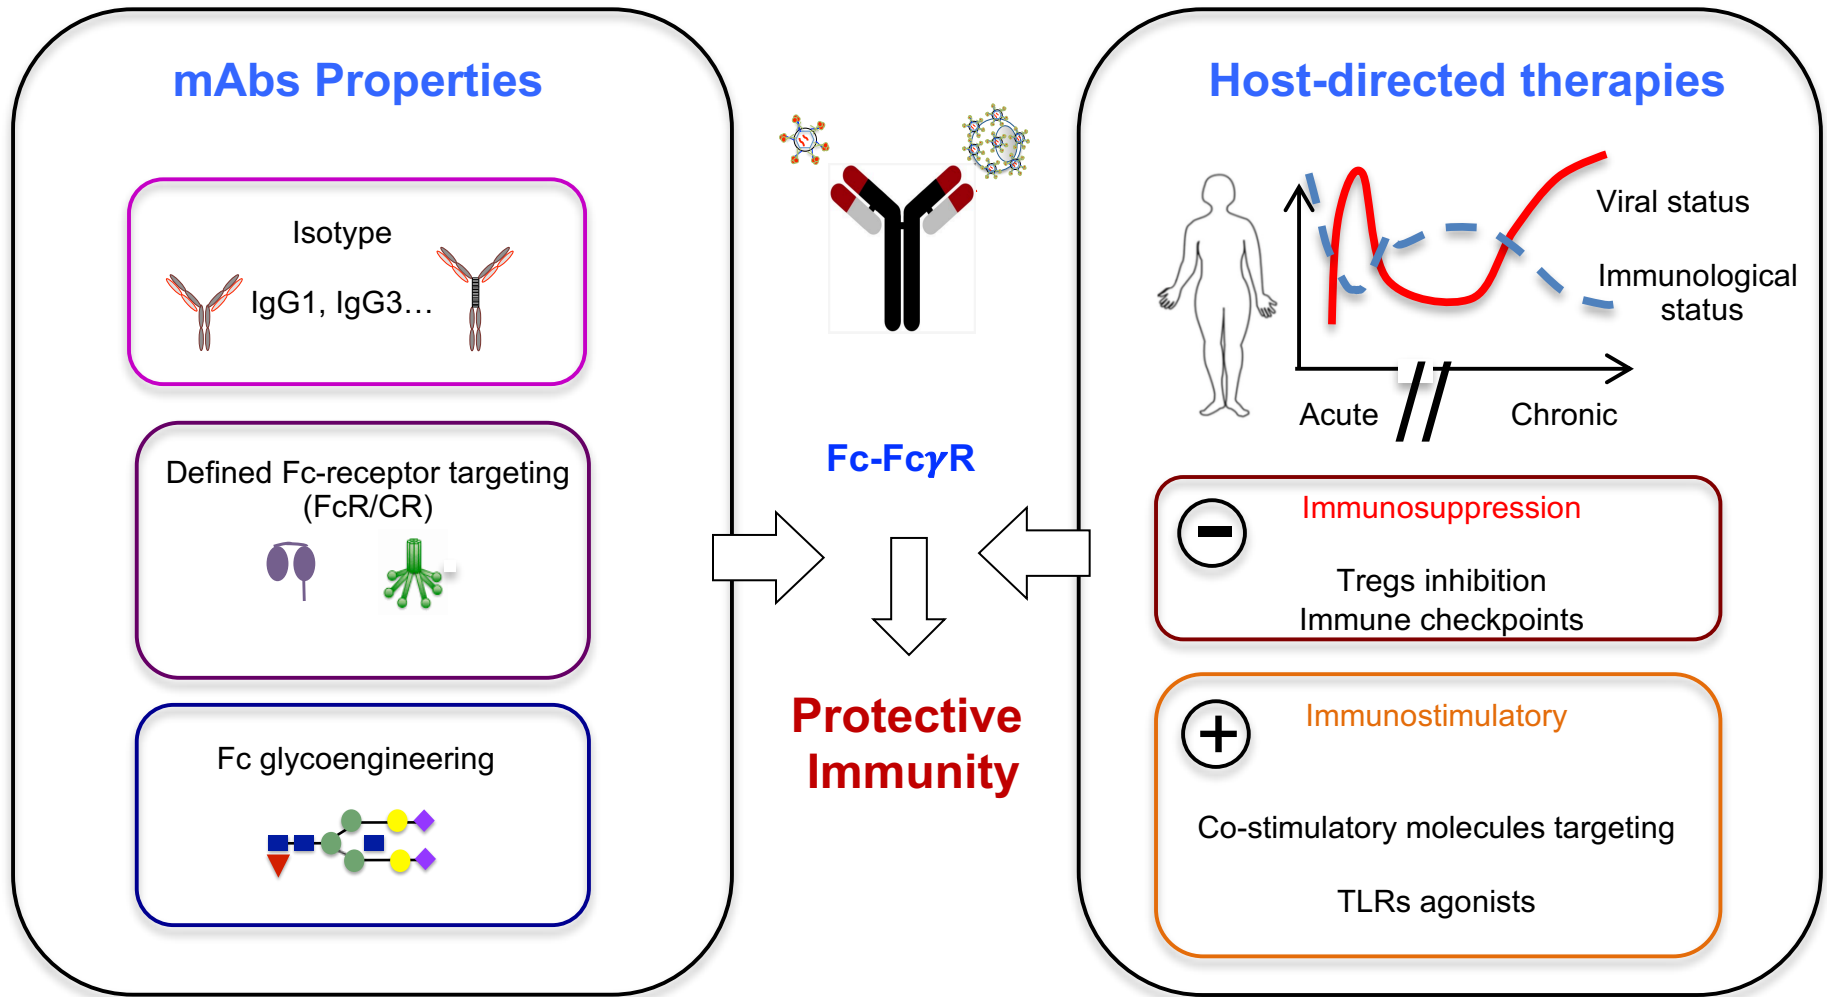 mAbs Properties
Isotype
IgG1, IgG3…
Defined Fc-receptor targeting
(FcR/CR)
Fc glycoengineering
Fc-FcγR
Protective
Immunity
Host-directed therapies
Viral status
Immunological
status
Acute
Chronic
Immunosuppression
Tregs inhibition
Immune checkpoints
Immunostimulatory
Co-stimulatory molecules targeting
TLRs agonists